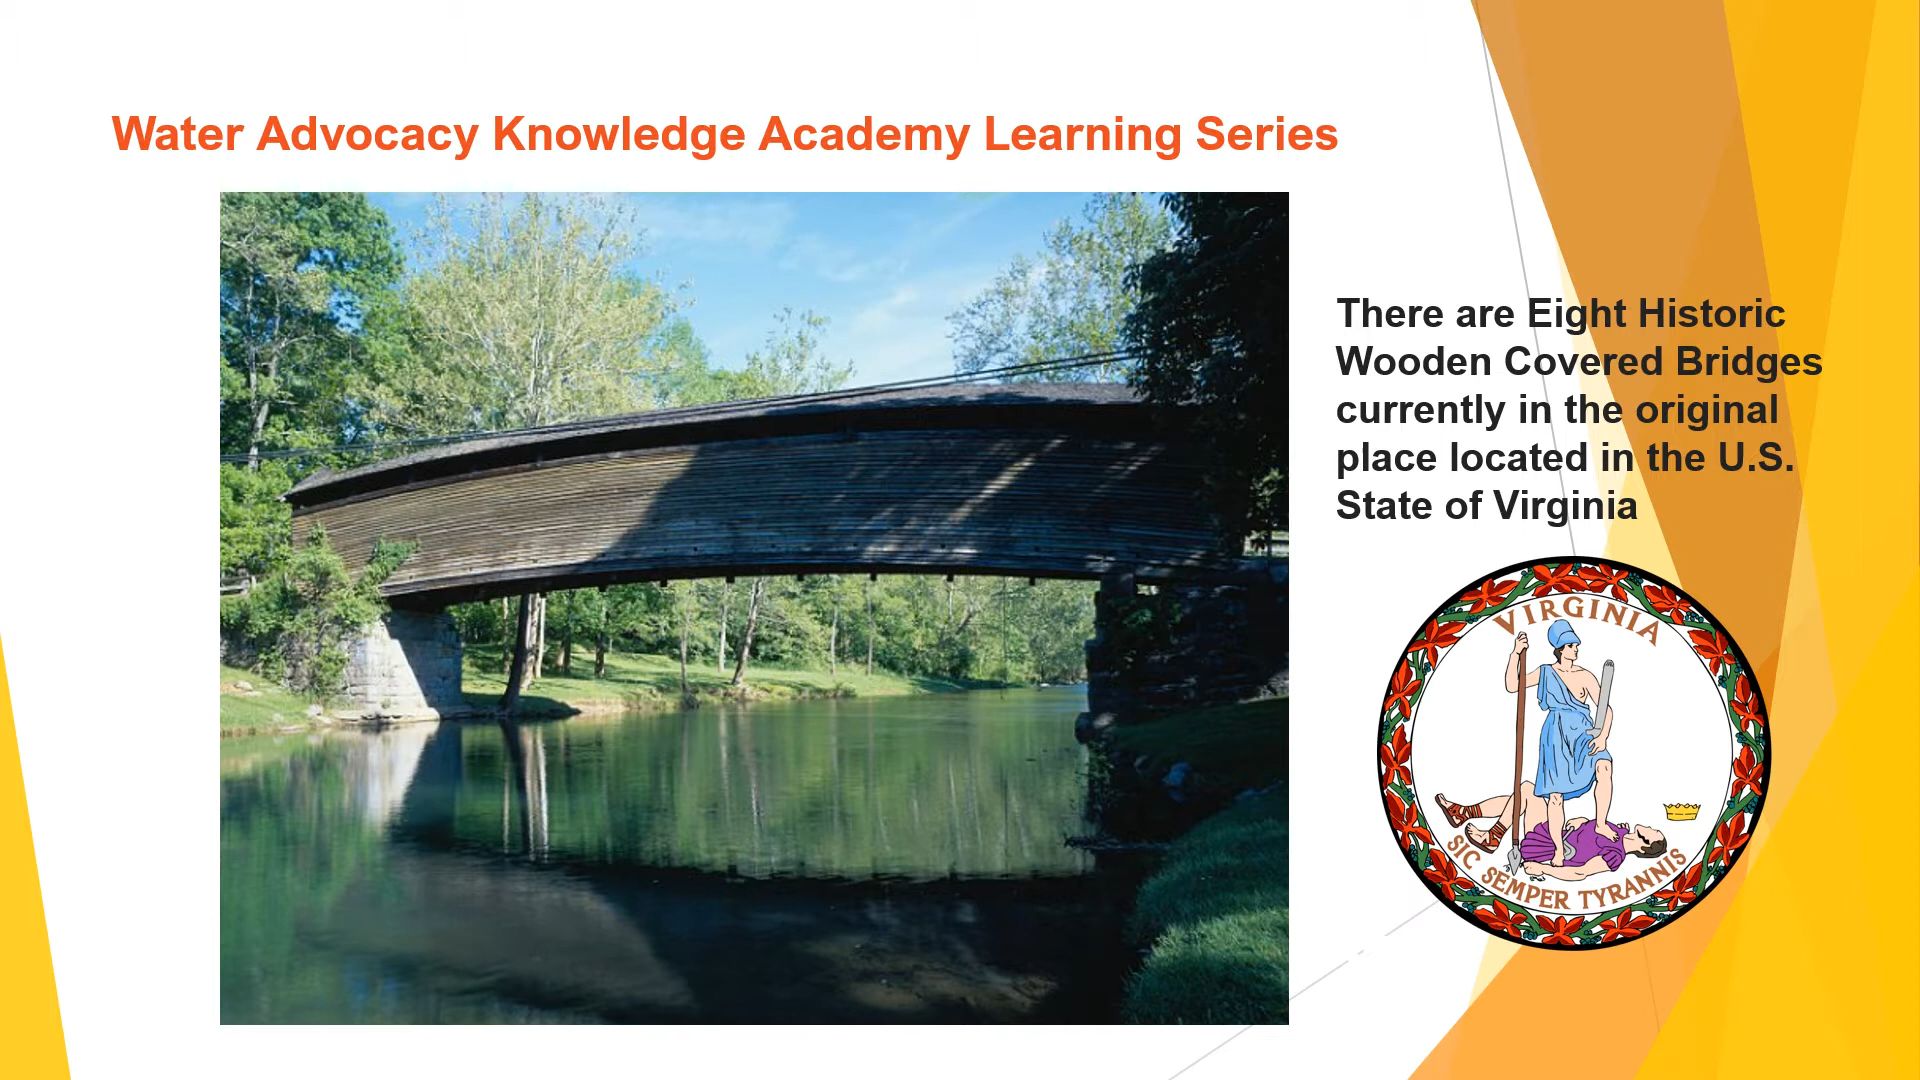 Water Advocacy Knowledge Academy Learning Series
There are Eight Historic
Wooden Covered Bridges
currently in the original
place located in the U.S.
State of Virginia
VIRGINIA
SIC SEMPER TYRANNIS